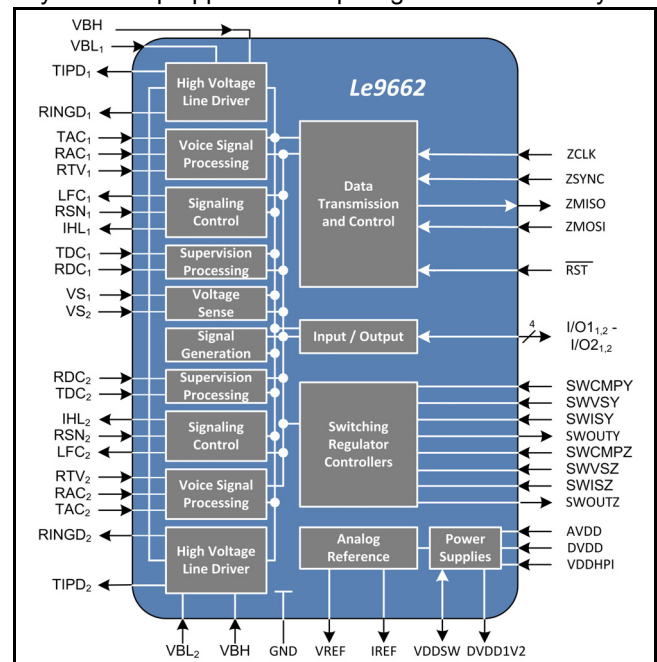 VBH
VBL₁
TIPD₁
RINGD₁
TAC₁
RAC₁
RTV₁
LFC₁
RSN₁
IHL₁
TDC₁
RDC₁
VS₁
VS₂
RDC₂
TDC₂
IHL₂
RSN₂
LFC₂
RTV₂
RAC₂
TAC₂
RINGD₂
TIPD₂
Le9662
High Voltage
Line Driver
Voice Signal
Processing
Signaling
Control
Supervision
Processing
Voltage
Sense
Signal
Generation
Supervision
Processing
Signaling
Control
Voice Signal
Processing
High Voltage
Line Driver
Data
Transmission
and Control
Input / Output
Switching
Regulator
Controllers
Analog
Reference
Power
Supplies
ZCLK
ZSYNC
ZMISO
ZMOSI
RST
4
I/O1₁,₂ -
I/O2₁,₂
SWCMPY
SWVSY
SWISY
SWOUTY
SWCMPZ
SWVSZ
SWISZ
SWOUTZ
AVDD
DVDD
VDDHPI
VBL₂
VBH
GND
VREF
IREF
VDDSW
DVDD1V2